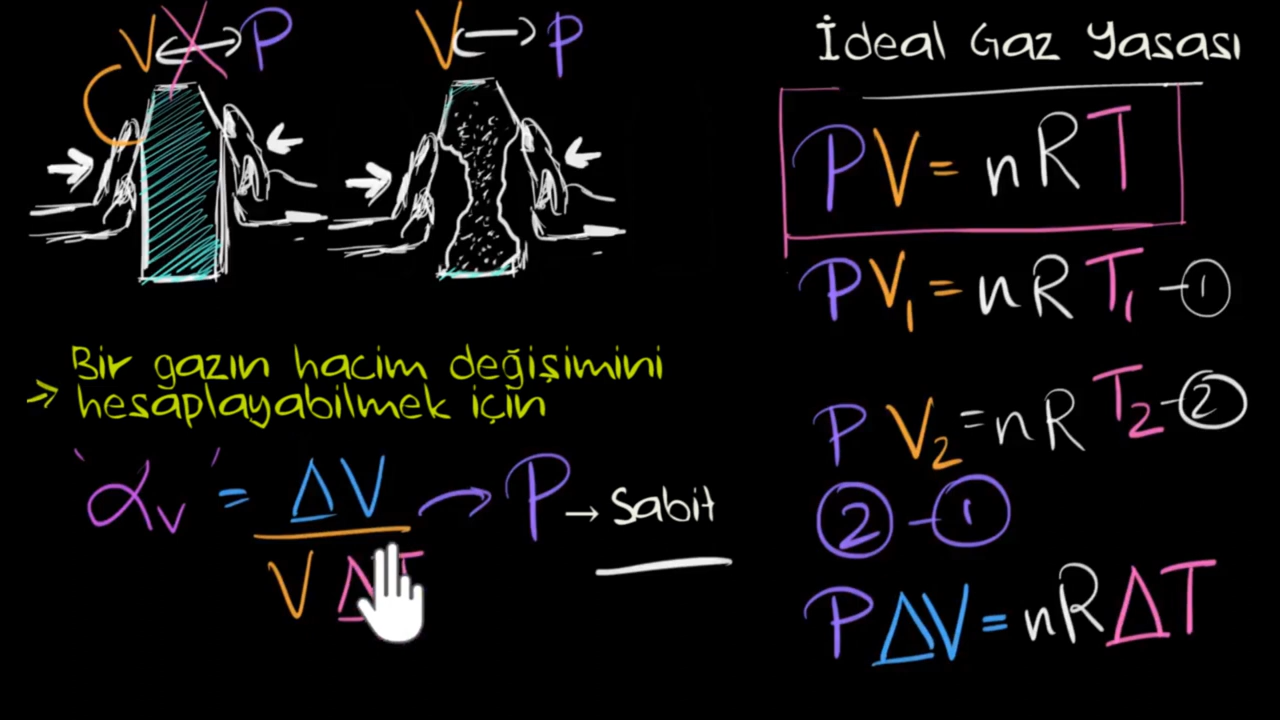 V ↔ P
V ↔ P
Bir gazın hacim değişimini
hesaplayabilmek için
'αᵥ' = ΔV / V ΔT → P → Sabit
İdeal Gaz Yasası
PV = nRT
PV₁ = nRT₁ - ①
PV₂ = nRT₂ - ②
② - ①
PΔV = nRΔT